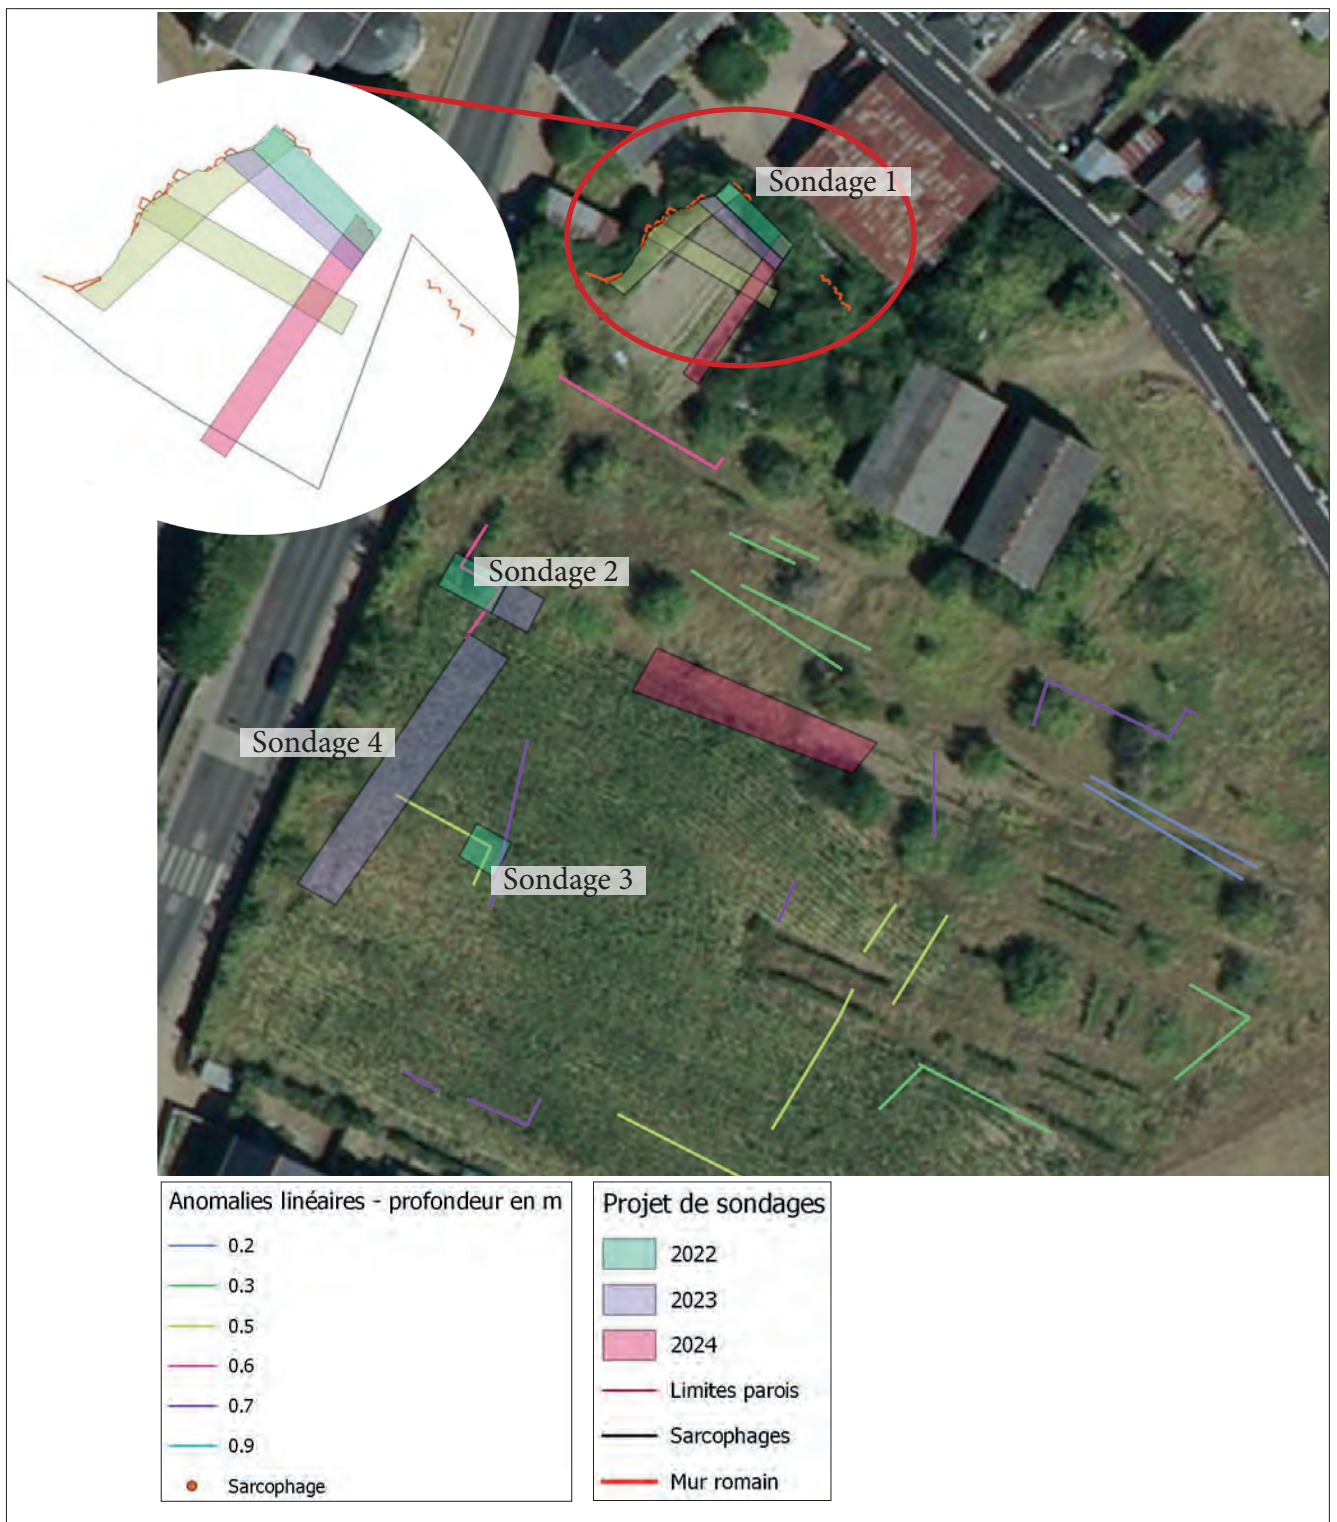 Sondage 1
Sondage 2
Sondage 4
Sondage 3
Anomalies linéaires - profondeur en m
0.2
0.3
0.5
0.6
0.7
0.9
Sarcophage
Projet de sondages
2022
2023
2024
Limites parois
Sarcophages
Mur romain